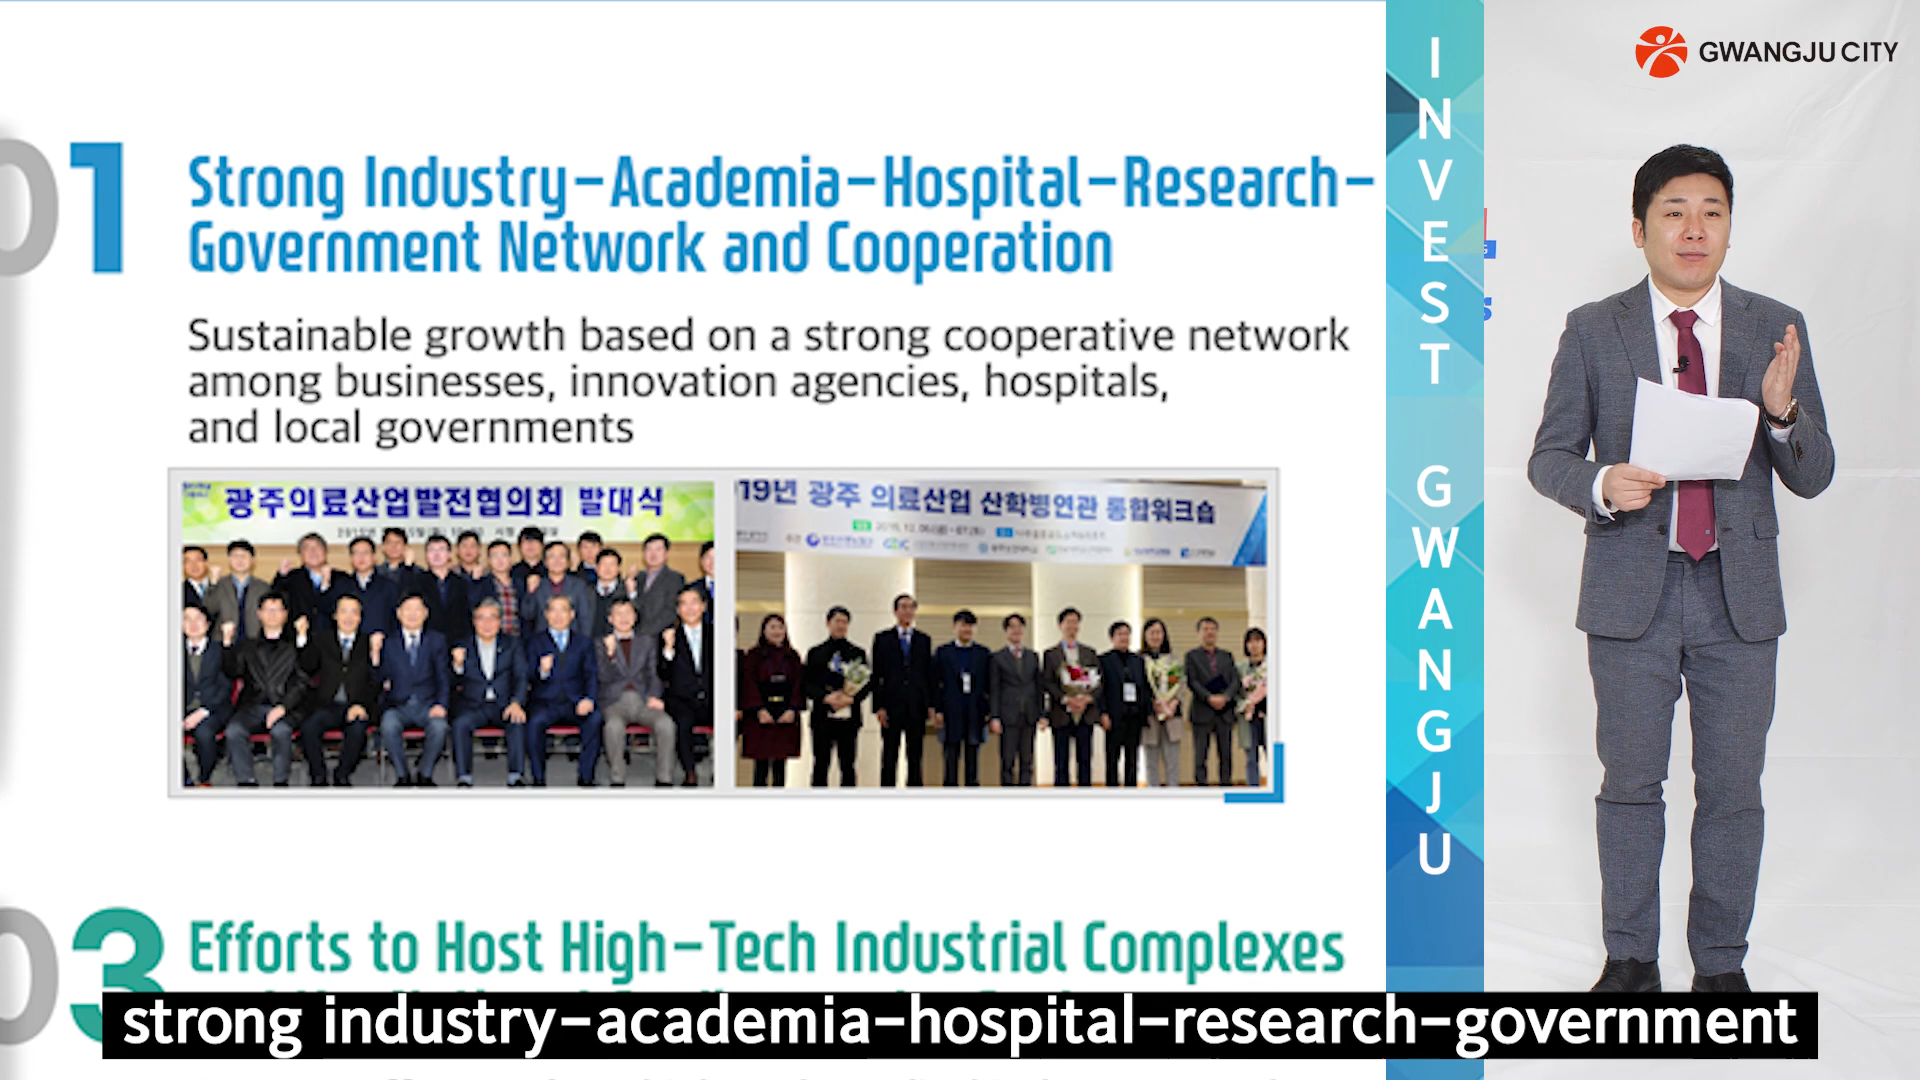 01
Strong Industry-Academia-Hospital-Research-
Government Network and Cooperation
Sustainable growth based on a strong cooperative network
among businesses, innovation agencies, hospitals,
and local governments
광주의료산업발전협의회 발대식
19년 광주 의료산업 산학병연관 통합워크숍
03
Efforts to Host High-Tech Industrial Complexes
strong industry-academia-hospital-research-government
INVEST GWANGJU
GWANGJU CITY